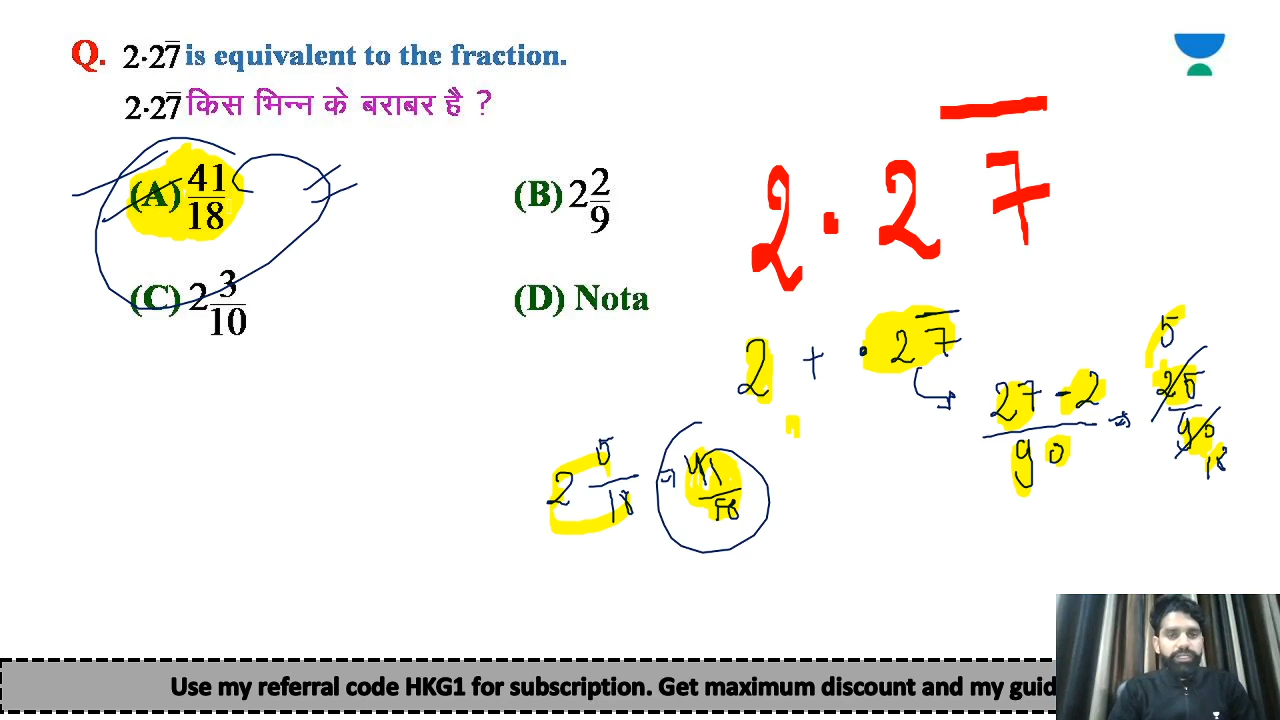 Q. 2·27̅ is equivalent to the fraction.
2·27̅ किस भिन्न के बराबर है ?
(A) 41/18 (B) 2 2/9
(C) 2 3/10 (D) Nota
2.27̅
2 + .27̅
27-2/90 ⇒ 25/90 5 18
2 5/18 ⇒ 41/18
Use my referral code HKG1 for subscription. Get maximum discount and my guid